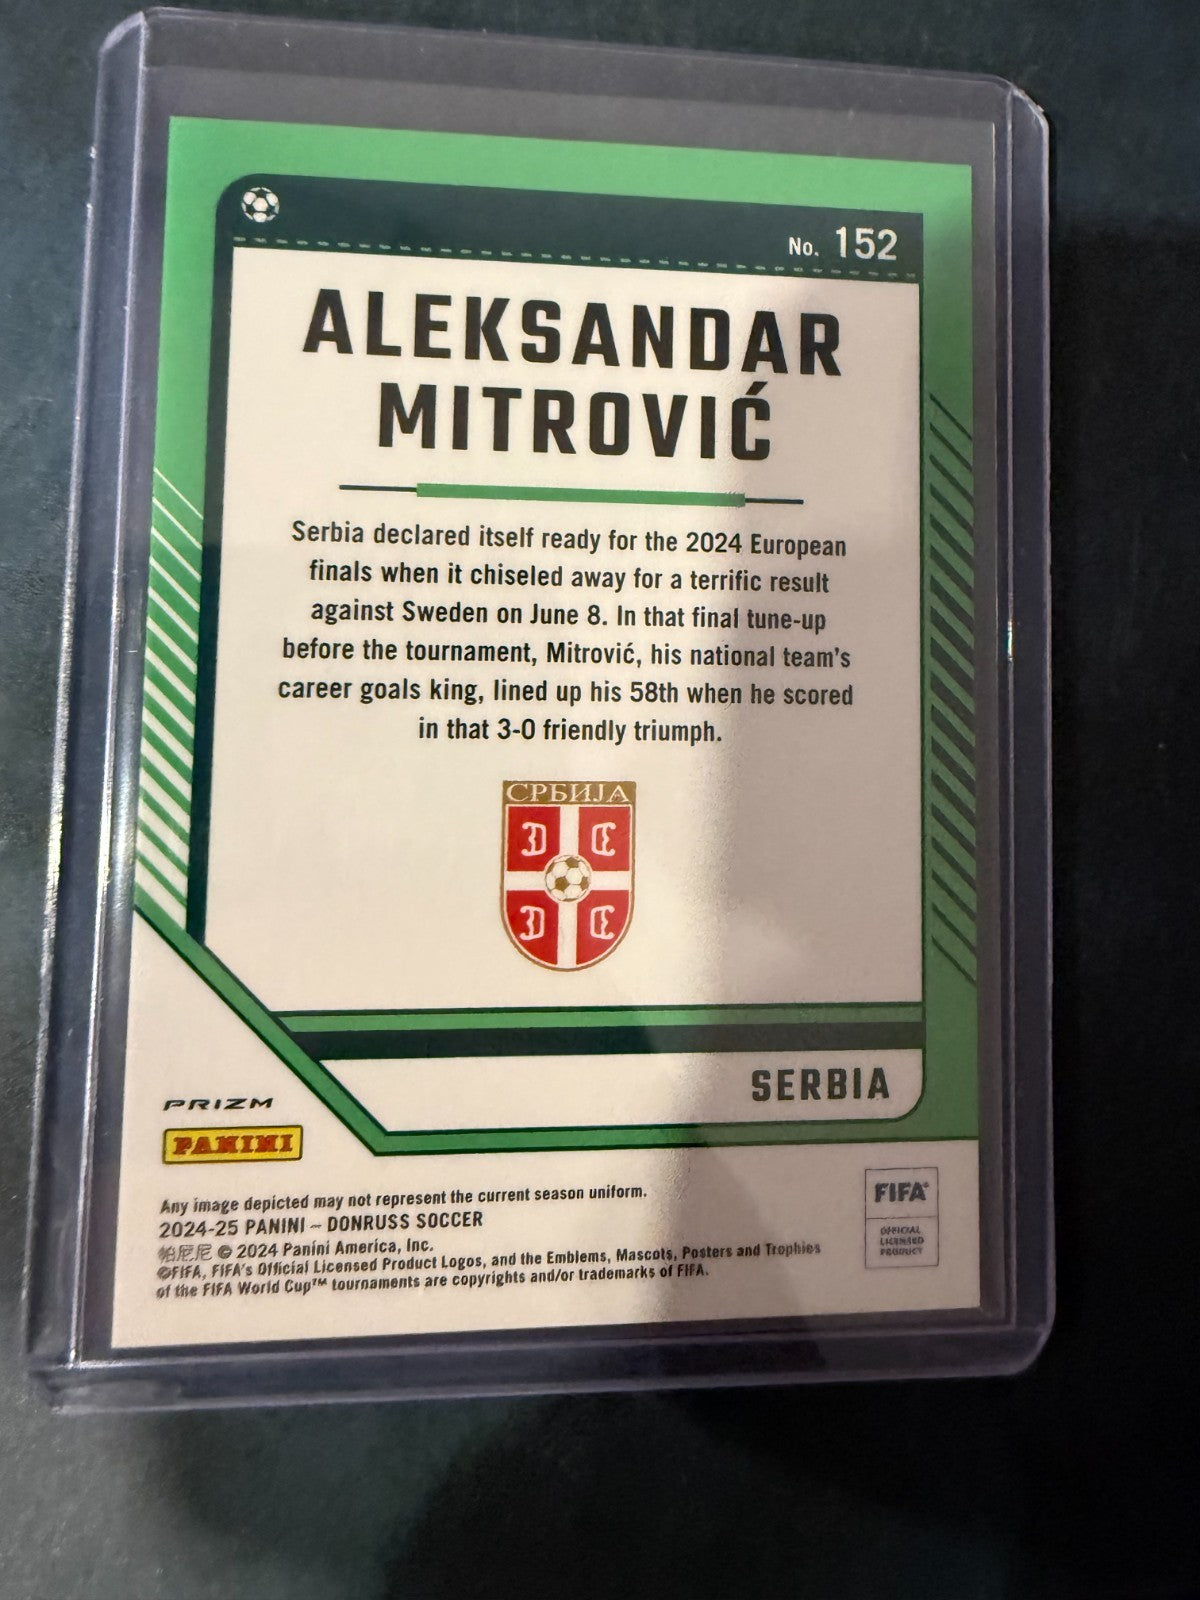 No. 152
ALEKSANDAR
MITROVIĆ
Serbia declared itself ready for the 2024 European
finals when it chiseled away for a terrific result
against Sweden on June 8. In that final tune-up
before the tournament, Mitrović, his national team's
career goals king, lined up his 58th when he scored
in that 3-0 friendly triumph.
СРБИЈА
SERBIA
PRIZM
PANINI
Any image depicted may not represent the current season uniform.
2024-25 PANINI – DONRUSS SOCCER
帕尼尼 © 2024 Panini America, Inc.
©FIFA, FIFA's Official Licensed Product Logos, and the Emblems, Mascots, Posters and Trophies
of the FIFA World Cup™ tournaments are copyrights and/or trademarks of FIFA.
FIFA®
OFFICIAL
LICENSED
PRODUCT